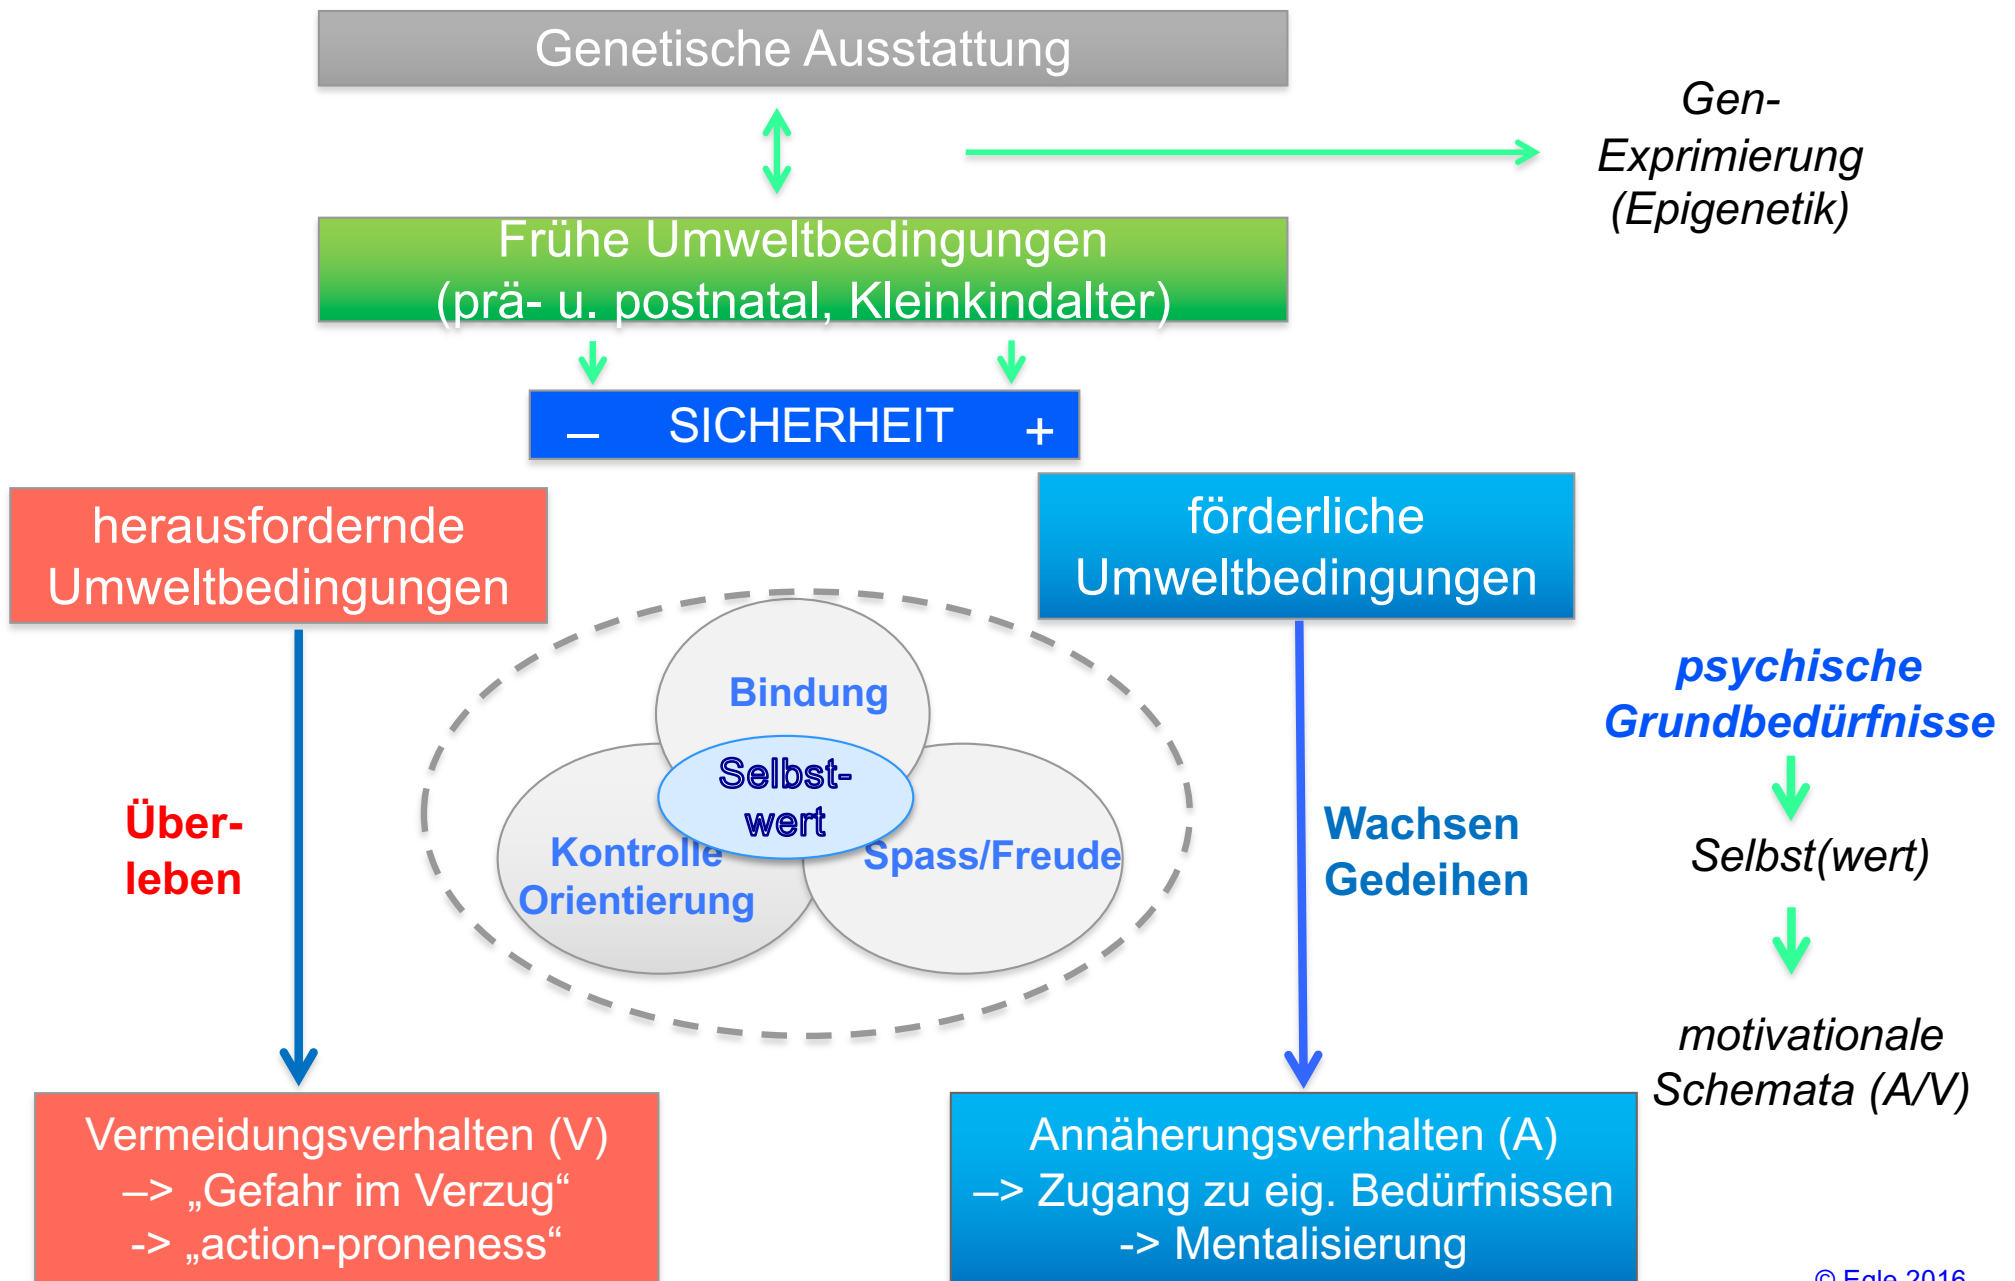 Genetische Ausstattung
Gen-
Exprimierung
(Epigenetik)
Frühe Umweltbedingungen
(prä- u. postnatal, Kleinkindalter)
– SICHERHEIT +
herausfordernde
Umweltbedingungen
förderliche
Umweltbedingungen
Bindung
Selbst-
wert
Kontrolle
Orientierung
Spass/Freude
Über-
leben
Wachsen
Gedeihen
psychische
Grundbedürfnisse
Selbst(wert)
motivationale
Schemata (A/V)
Vermeidungsverhalten (V)
–> „Gefahr im Verzug“
-> „action-proneness“
Annäherungsverhalten (A)
–> Zugang zu eig. Bedürfnissen
-> Mentalisierung
© Egle 2016